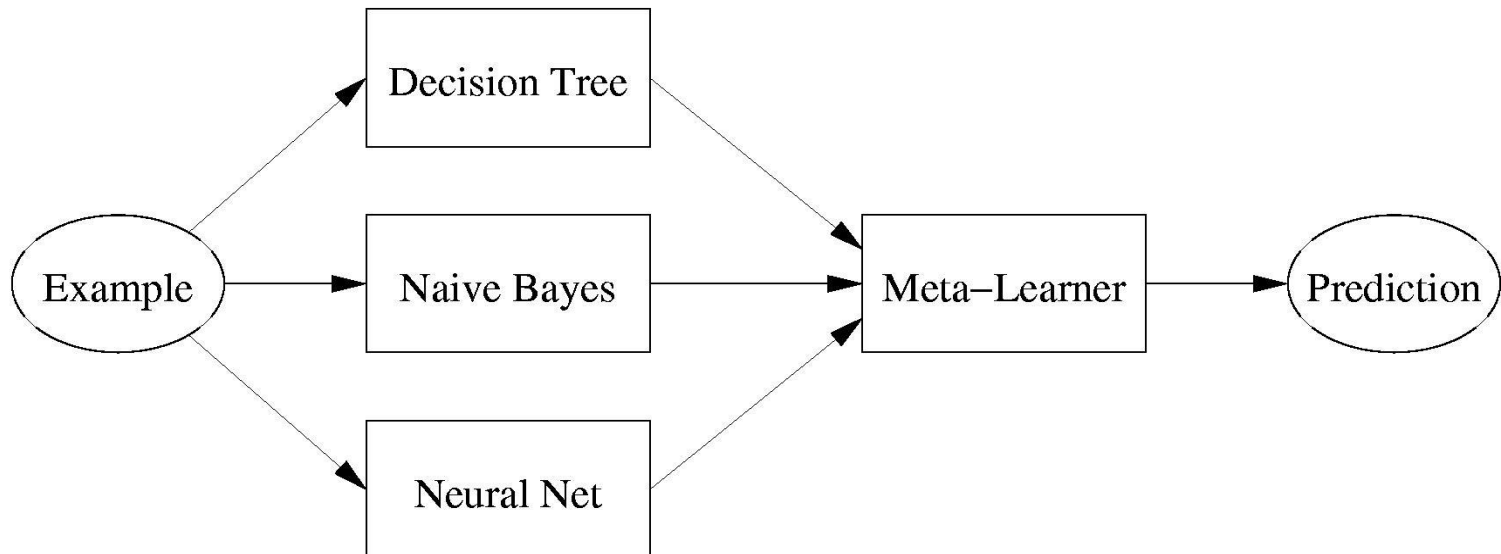 Decision Tree
Example
Naive Bayes
Meta−Learner
Prediction
Neural Net